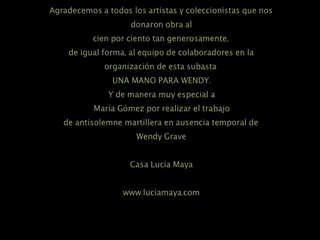 Agradecemos a todos los artistas y coleccionistas que nos
donaron obra al
cien por ciento tan generosamente,
de igual forma, al equipo de colaboradores en la
organización de esta subasta
UNA MANO PARA WENDY.
Y de manera muy especial a
María Gómez por realizar el trabajo
de antisolemne martillera en ausencia temporal de
Wendy Grave
Casa Lucía Maya
www.luciamaya.com